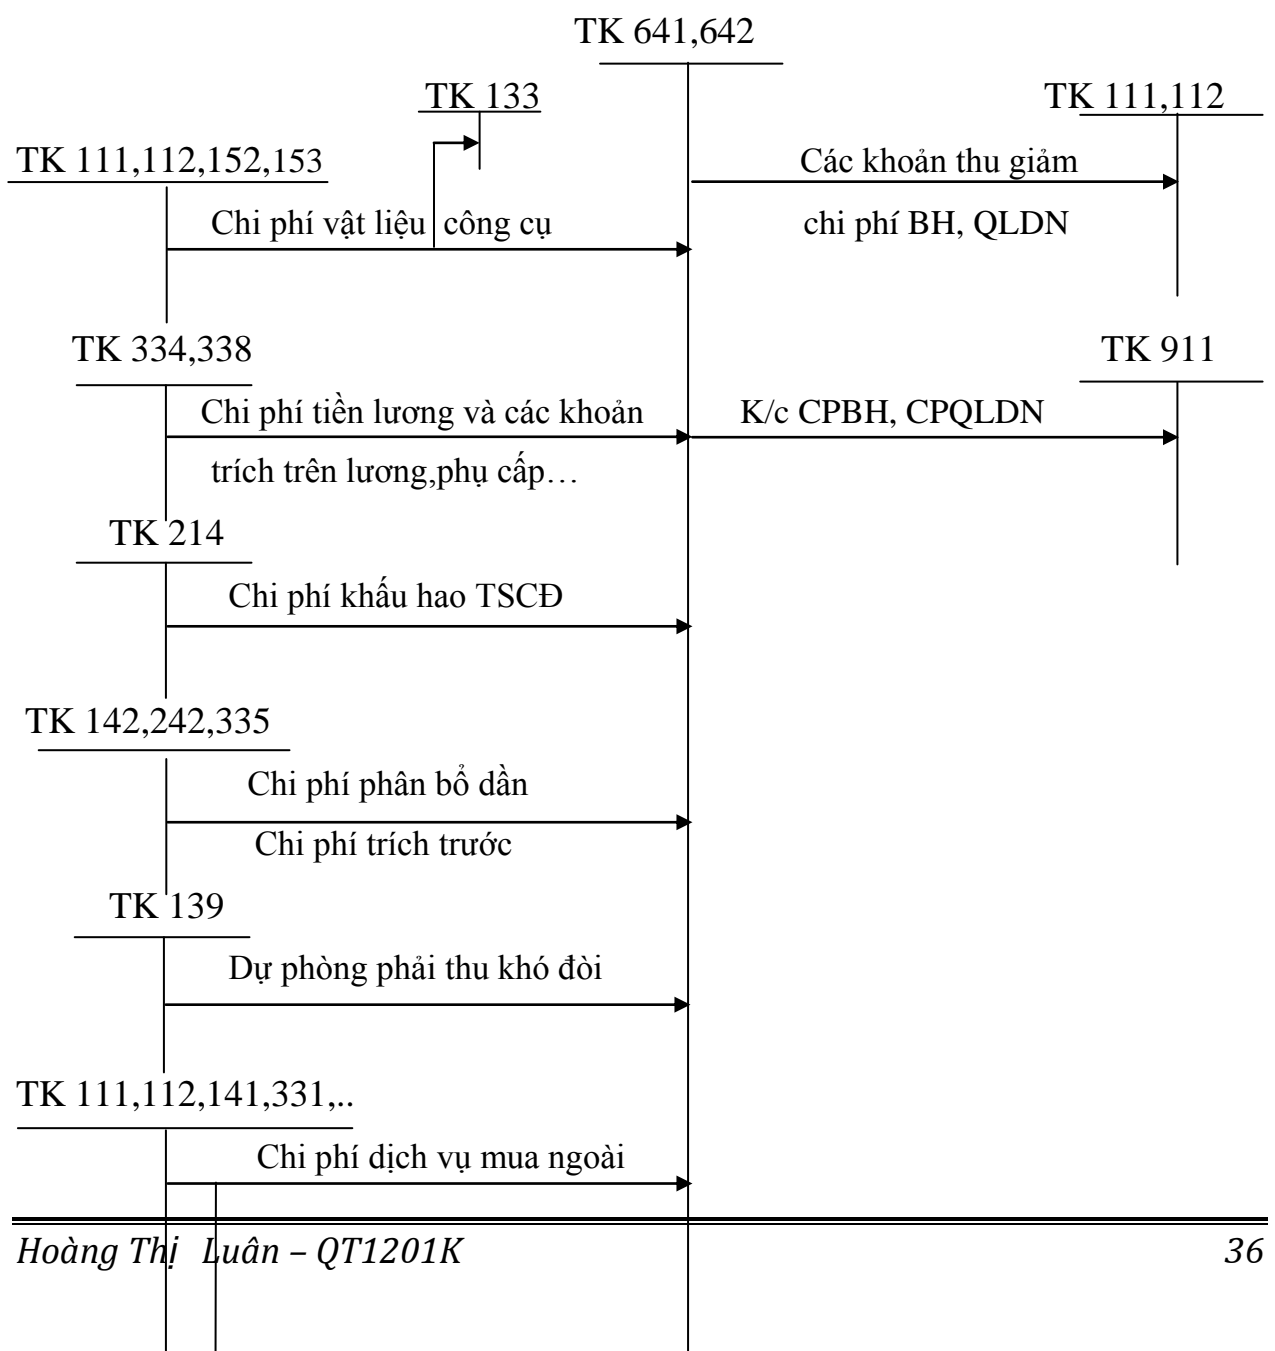 TK 641,642
TK 133
TK 111,112
TK 111,112,152,153
Các khoản thu giảm
Chi phí vật liệu công cụ
chi phí BH, QLDN
TK 334,338
TK 911
Chi phí tiền lương và các khoản
K/c CPBH, CPQLDN
trích trên lương,phụ cấp…
TK 214
Chi phí khấu hao TSCĐ
TK 142,242,335
Chi phí phân bổ dần
Chi phí trích trước
TK 139
Dự phòng phải thu khó đòi
TK 111,112,141,331,..
Chi phí dịch vụ mua ngoài
Hoàng Thị Luân – QT1201K
36